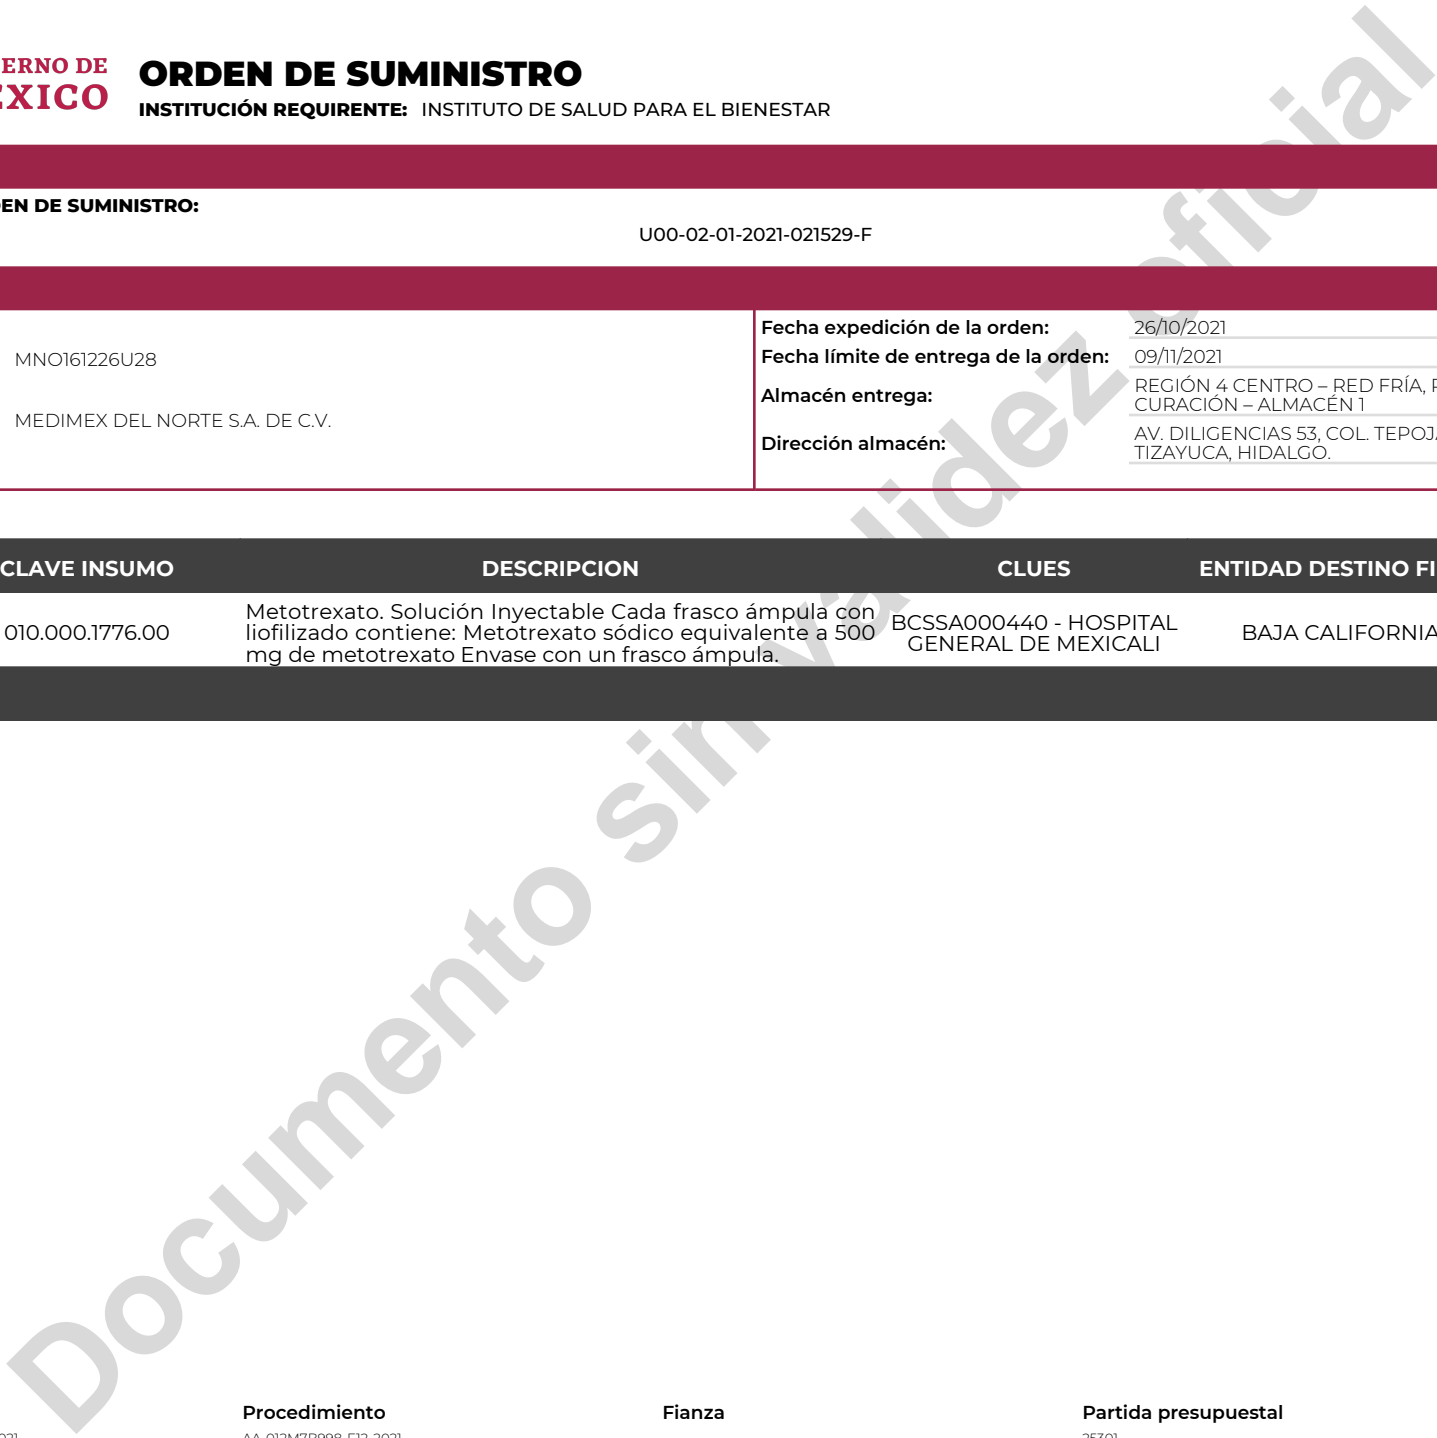 ERNO DE
ÉXICO
ORDEN DE SUMINISTRO
INSTITUCIÓN REQUIRENTE: INSTITUTO DE SALUD PARA EL BIENESTAR
EN DE SUMINISTRO:
U00-02-01-2021-021529-F
MNO161226U28
MEDIMEX DEL NORTE S.A. DE C.V.
Fecha expedición de la orden: 26/10/2021
Fecha límite de entrega de la orden: 09/11/2021
Almacén entrega:
REGIÓN 4 CENTRO – RED FRÍA,
CURACIÓN – ALMACÉN 1
Dirección almacén:
AV. DILIGENCIAS 53, COL. TEPOJA
TIZAYUCA, HIDALGO.
CLAVE INSUMO DESCRIPCION CLUES ENTIDAD DESTINO FI
010.000.1776.00
Metotrexato. Solución Inyectable Cada frasco ámpula con
liofilizado contiene: Metotrexato sódico equivalente a 500
mg de metotrexato Envase con un frasco ámpula.
BCSSA000440 - HOSPITAL
GENERAL DE MEXICALI
BAJA CALIFORNIA
Documento sin validez oficial
Procedimiento Fianza Partida presupuestal